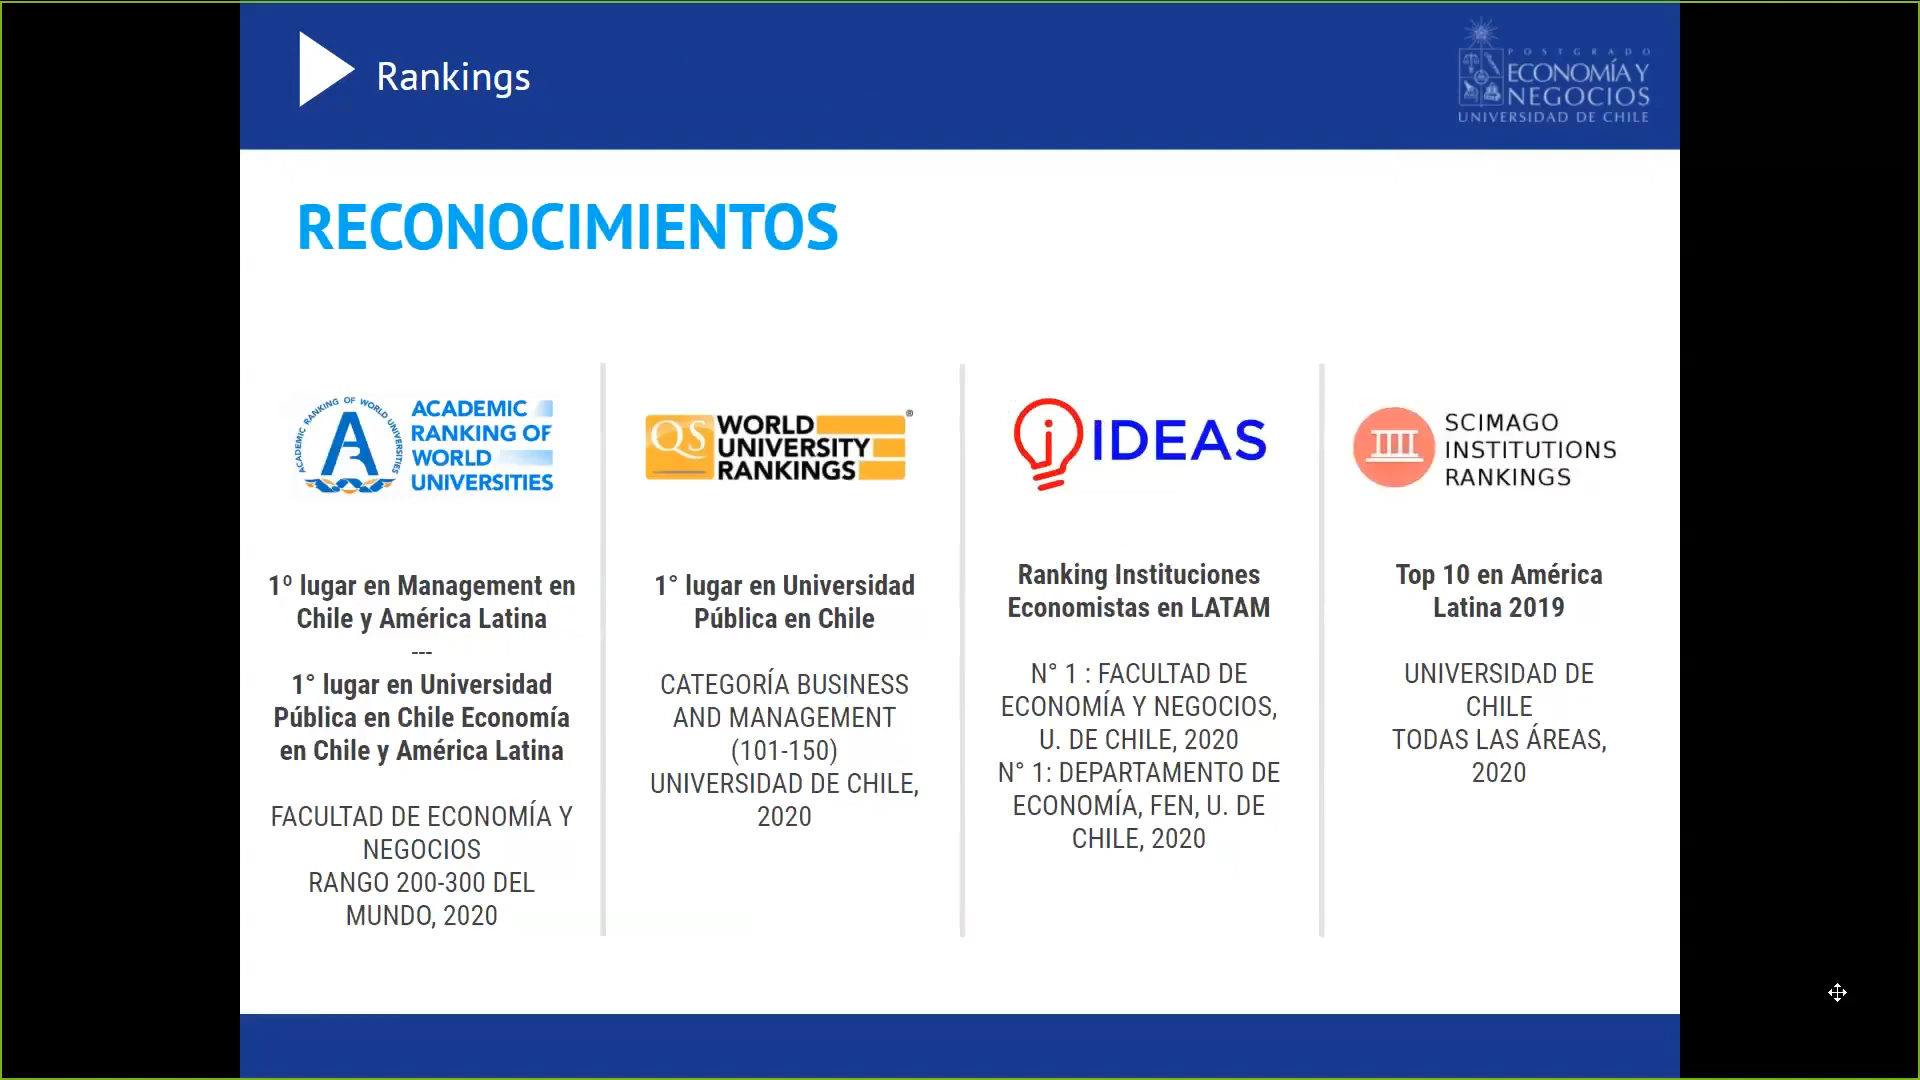 Rankings
POSTGRADO
ECONOMÍA Y
NEGOCIOS
UNIVERSIDAD DE CHILE
RECONOCIMIENTOS
ACADEMIC RANKING OF WORLD UNIVERSITIES
ACADEMIC
RANKING OF
WORLD
UNIVERSITIES
1º lugar en Management en
Chile y América Latina
---
1° lugar en Universidad
Pública en Chile Economía
en Chile y América Latina
FACULTAD DE ECONOMÍA Y
NEGOCIOS
RANGO 200-300 DEL
MUNDO, 2020
QS
WORLD
UNIVERSITY
RANKINGS
®
1° lugar en Universidad
Pública en Chile
CATEGORÍA BUSINESS
AND MANAGEMENT
(101-150)
UNIVERSIDAD DE CHILE,
2020
IDEAS
Ranking Instituciones
Economistas en LATAM
N° 1 : FACULTAD DE
ECONOMÍA Y NEGOCIOS,
U. DE CHILE, 2020
N° 1: DEPARTAMENTO DE
ECONOMÍA, FEN, U. DE
CHILE, 2020
SCIMAGO
INSTITUTIONS
RANKINGS
Top 10 en América
Latina 2019
UNIVERSIDAD DE
CHILE
TODAS LAS ÁREAS,
2020